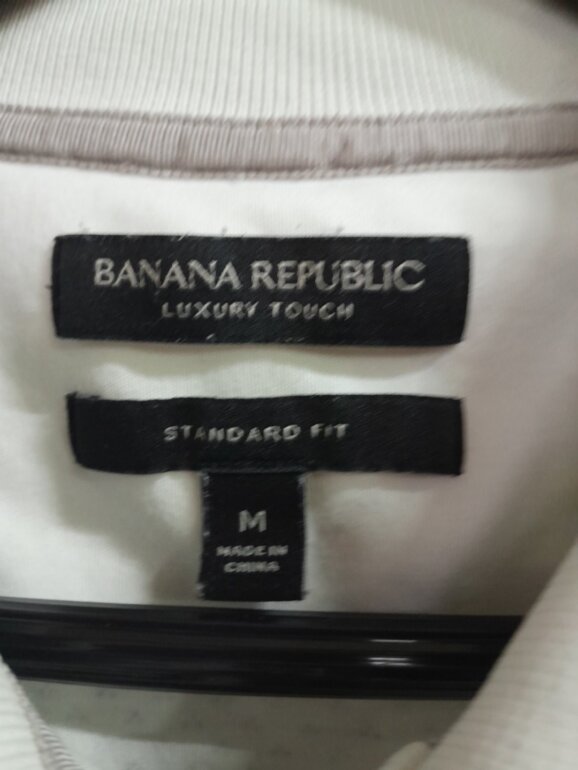 BANANA REPUBLIC
LUXURY TOUCH
STANDARD FIT
M
MADE IN
CHINA